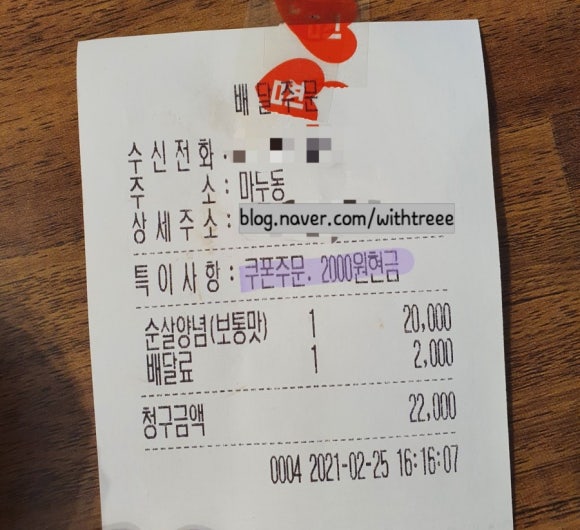 배달주문
수신전화 :
주 소 : 마누동
상세주소 :
blog.naver.com/withtreee
특이사항 : 쿠폰주문. 2000원현금
순살양념(보통맛) 1 20,000
배달료 1 2,000
청구금액 22,000
0004 2021-02-25 16:16:07